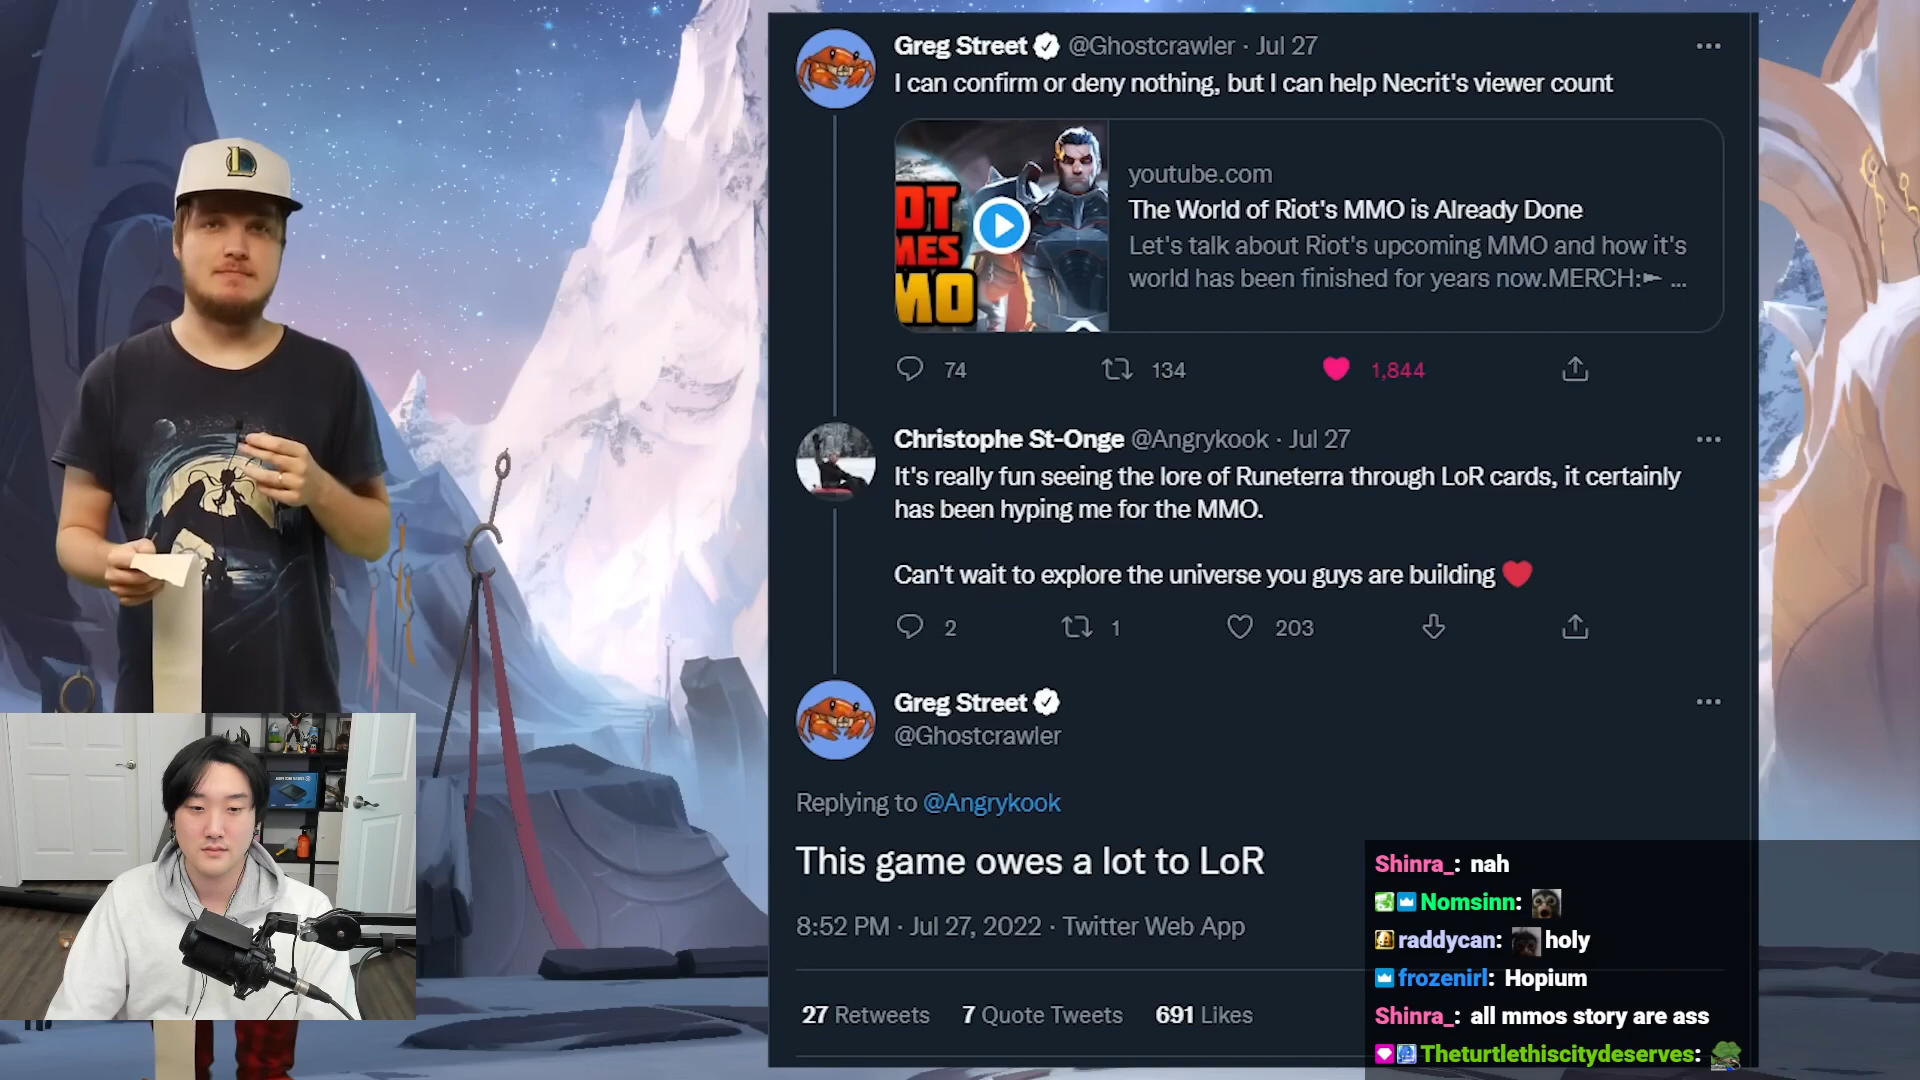 Greg Street @Ghostcrawler · Jul 27
I can confirm or deny nothing, but I can help Necrit's viewer count
OT
MES
MO
youtube.com
The World of Riot's MMO is Already Done
Let's talk about Riot's upcoming MMO and how it's
world has been finished for years now.MERCH:► ...
74 134 1,844
Christophe St-Onge @Angrykook · Jul 27
It's really fun seeing the lore of Runeterra through LoR cards, it certainly
has been hyping me for the MMO.
Can't wait to explore the universe you guys are building ❤
2 1 203
Greg Street
@Ghostcrawler
Replying to @Angrykook
This game owes a lot to LoR
8:52 PM · Jul 27, 2022 · Twitter Web App
27 Retweets 7 Quote Tweets 691 Likes
Shinra_: nah
Nomsinn:
raddycan: holy
frozenirl: Hopium
Shinra_: all mmos story are ass
Theturtlethiscitydeserves: